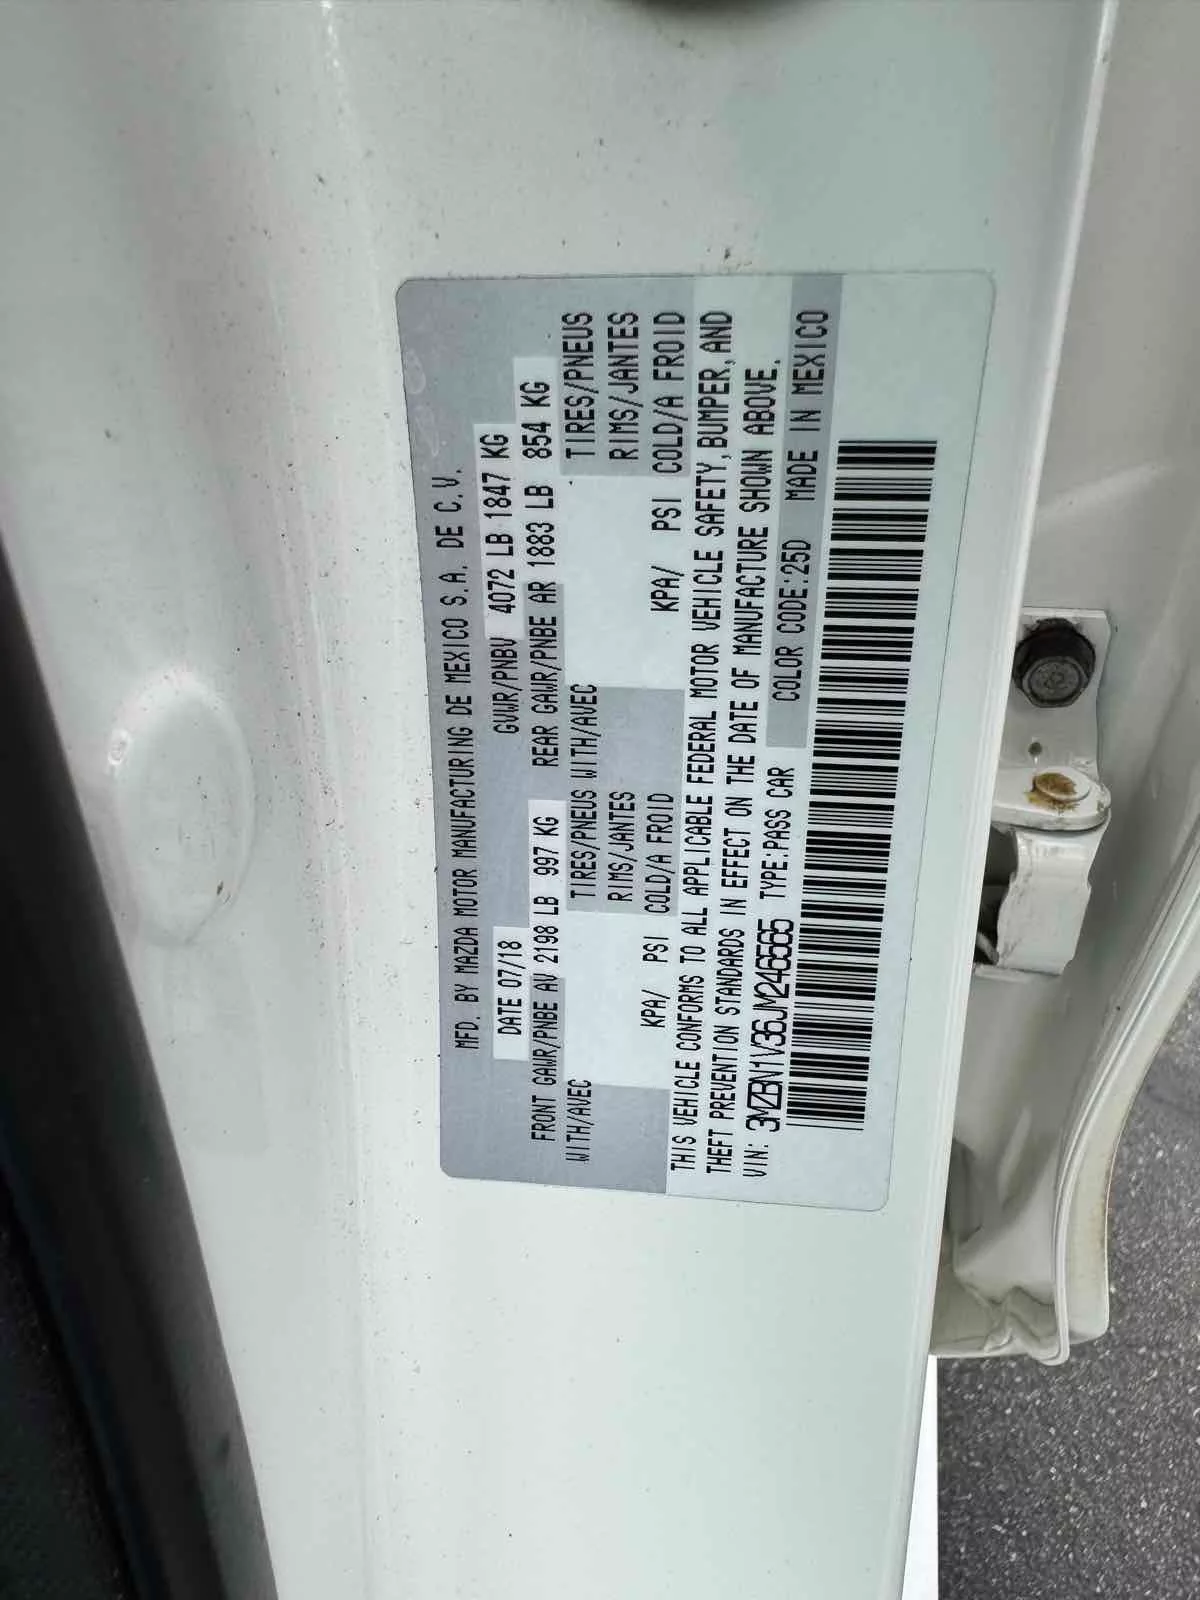 MFD. BY MAZDA MOTOR MANUFACTURING DE MEXICO S.A. DE C.V.
DATE 07/18 GVWR/PNBV 4072 LB 1847 KG
FRONT GAWR/PNBE AV 2198 LB 997 KG REAR GAWR/PNBE AR 1883 LB 854 KG
WITH/AVEC TIRES/PNEUS WITH/AVEC TIRES/PNEUS
RIMS/JANTES RIMS/JANTES
KPA/ PSI COLD/A FROID KPA/ PSI COLD/A FROID
THIS VEHICLE CONFORMS TO ALL APPLICABLE FEDERAL MOTOR VEHICLE SAFETY, BUMPER, AND
THEFT PREVENTION STANDARDS IN EFFECT ON THE DATE OF MANUFACTURE SHOWN ABOVE.
VIN: 3MZBN1V36JM246565 TYPE:PASS CAR COLOR CODE:25D MADE IN MEXICO